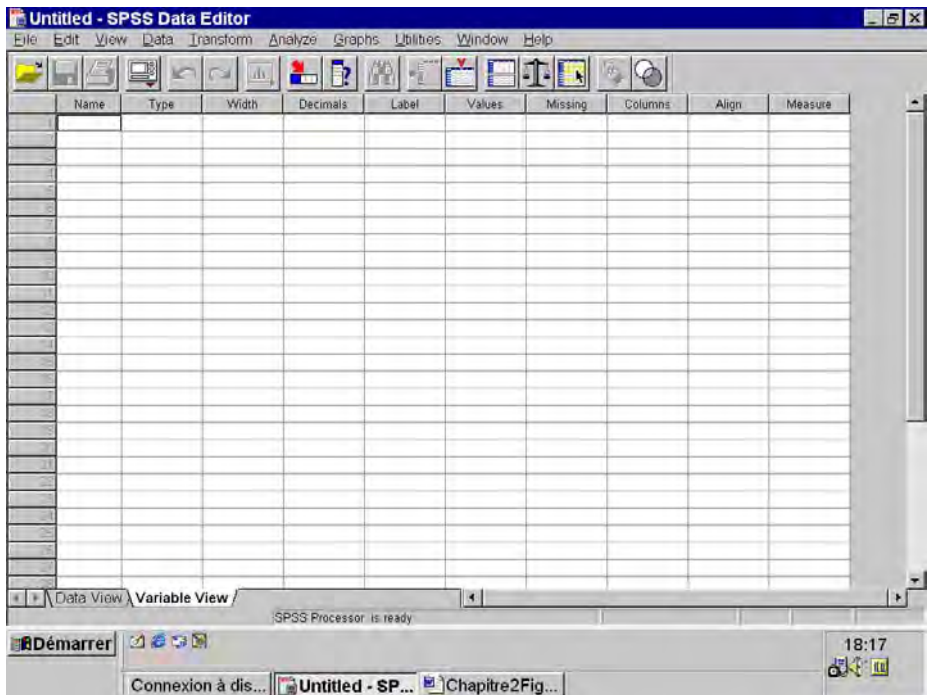 Untitled - SPSS Data Editor
File Edit View Data Transform Analyze Graphs Utilities Window Help
Name Type Width Decimals Label Values Missing Columns Align Measure
Data View Variable View
SPSS Processor is ready
Démarrer
18:17
Connexion à dis... Untitled - SP... Chapitre2Fig...